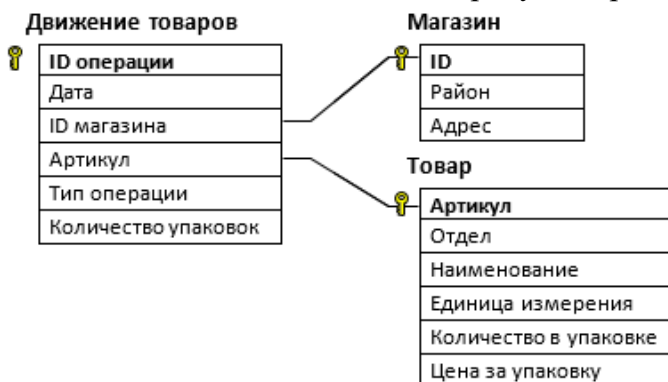 Движение товаров
ID операции
Дата
ID магазина
Артикул
Тип операции
Количество упаковок
Магазин
ID
Район
Адрес
Товар
Артикул
Отдел
Наименование
Единица измерения
Количество в упаковке
Цена за упаковку